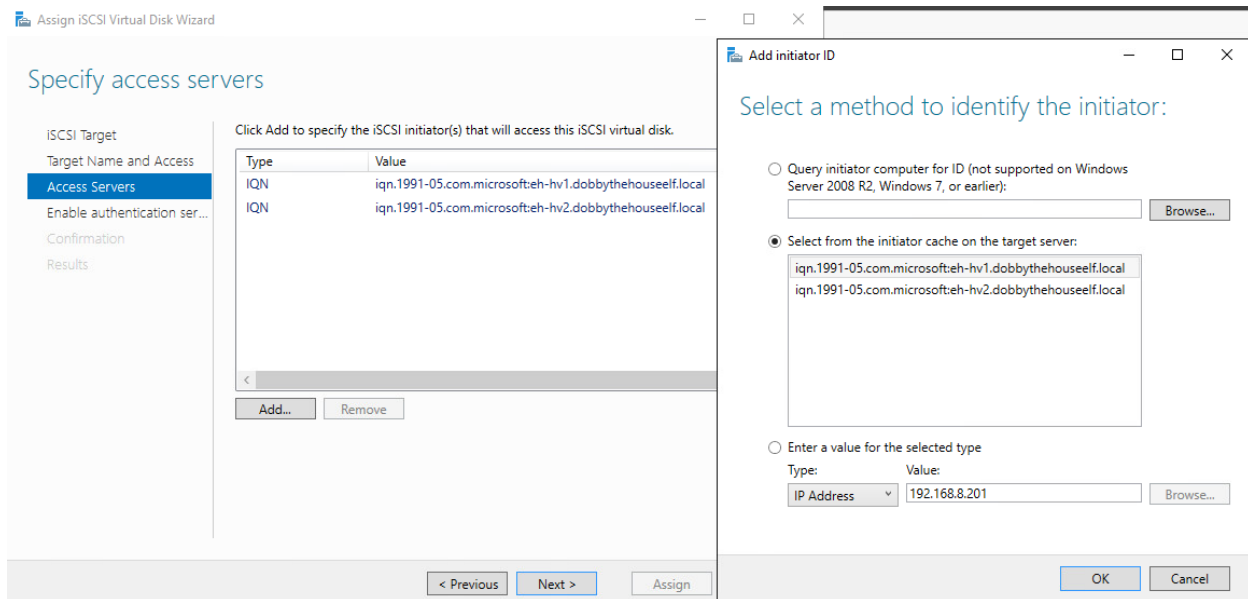 Assign iSCSI Virtual Disk Wizard
Specify access servers
iSCSI Target
Target Name and Access
Access Servers
Enable authentication ser...
Confirmation
Results
Click Add to specify the iSCSI initiator(s) that will access this iSCSI virtual disk.
Type Value
IQN iqn.1991-05.com.microsoft:eh-hv1.dobbythehouseelf.local
IQN iqn.1991-05.com.microsoft:eh-hv2.dobbythehouseelf.local
Add... Remove
< Previous Next > Assign
Add initiator ID
Select a method to identify the initiator:
Query initiator computer for ID (not supported on Windows
Server 2008 R2, Windows 7, or earlier):
Browse...
Select from the initiator cache on the target server:
iqn.1991-05.com.microsoft:eh-hv1.dobbythehouseelf.local
iqn.1991-05.com.microsoft:eh-hv2.dobbythehouseelf.local
Enter a value for the selected type
Type: Value:
IP Address 192.168.8.201 Browse...
OK Cancel